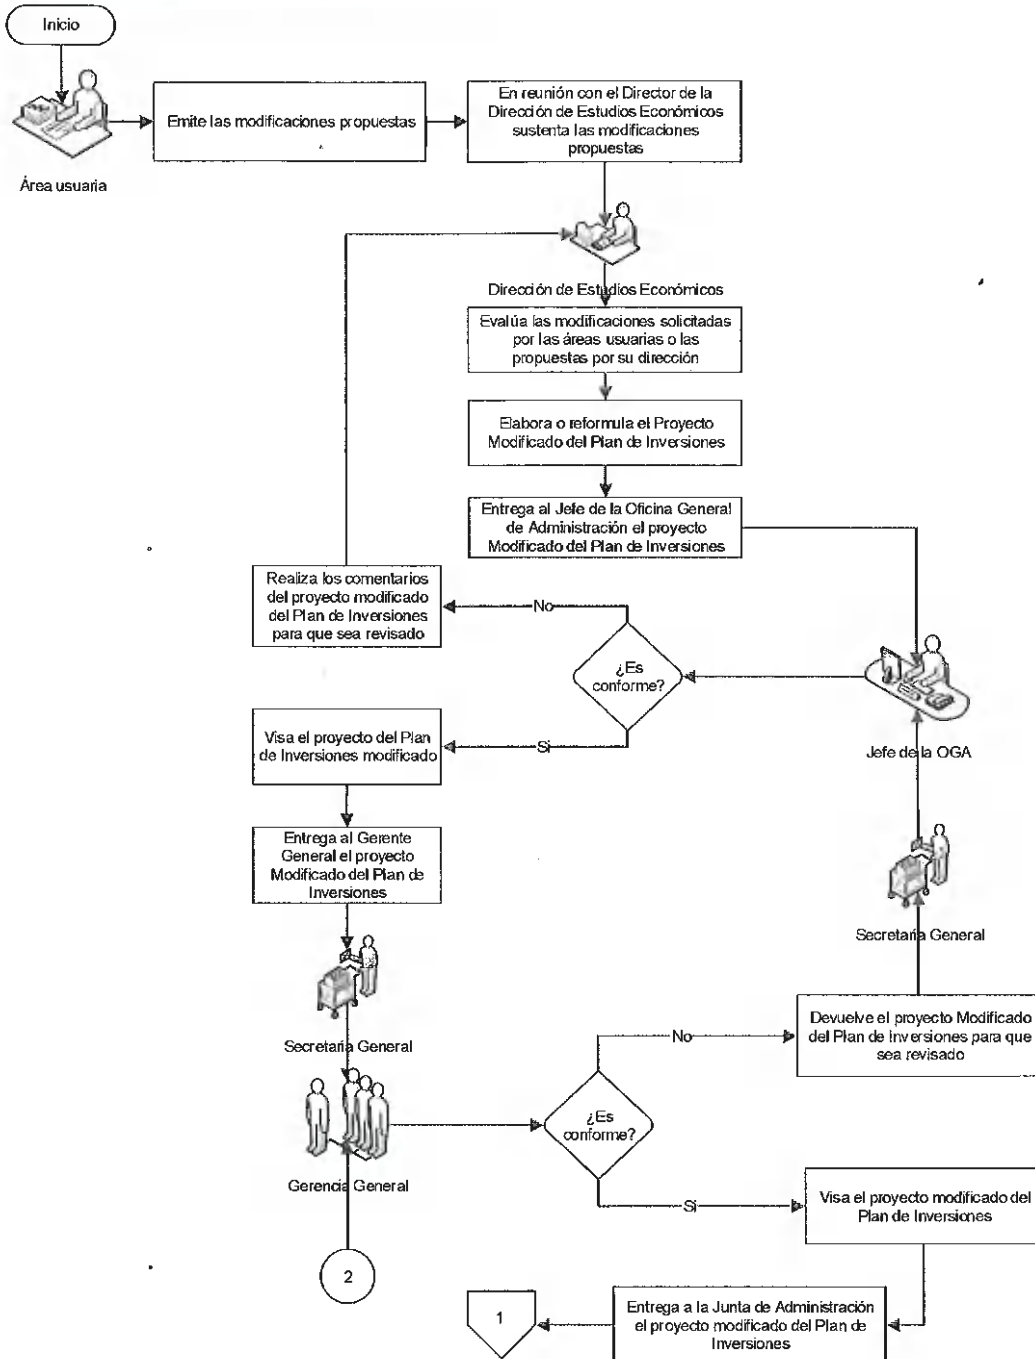 Inicio
Área usuaria
Emite las modificaciones propuestas
En reunión con el Director de la
Dirección de Estudios Económicos
sustenta las modificaciones
propuestas
Dirección de Estudios Económicos
Evalúa las modificaciones solicitadas
por las áreas usuarias o las
propuestas por su dirección
Elabora o reformula el Proyecto
Modificado del Plan de Inversiones
Entrega al Jefe de la Oficina General
de Administración el proyecto
Modificado del Plan de Inversiones
Realiza los comentarios
del proyecto modificado
del Plan de Inversiones
para que sea revisado
No
¿Es
conforme?
Si
Jefe de la OGA
Visa el proyecto del Plan
de Inversiones modificado
Entrega al Gerente
General el proyecto
Modificado del Plan de
Inversiones
Secretaría General
Secretaría General
Devuelve el proyecto Modificado
del Plan de Inversiones para que
sea revisado
No
¿Es
conforme?
Si
Gerencia General
Visa el proyecto modificado del
Plan de Inversiones
2
1
Entrega a la Junta de Administración
el proyecto modificado del Plan de
Inversiones